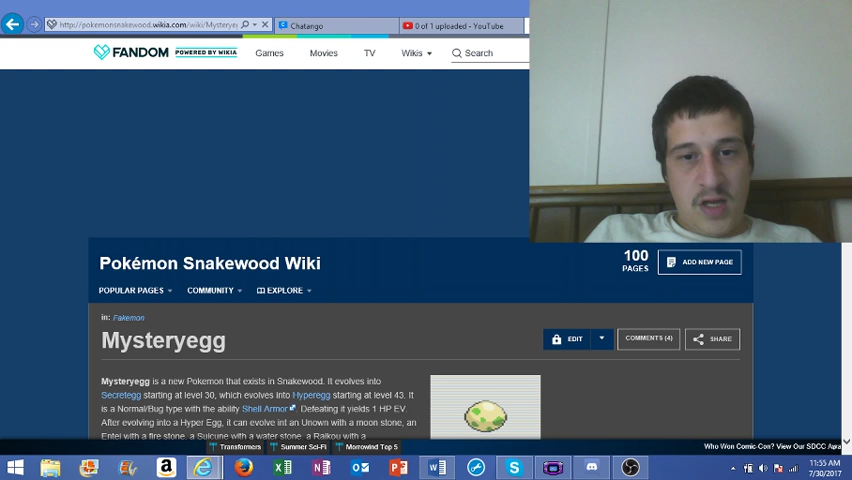 http://pokemonsnakewood.wikia.com/wiki/Mysteryeg
Chatango
0 of 1 uploaded - YouTube
FANDOM POWERED BY WIKIA
Games Movies TV Wikis Search
Pokémon Snakewood Wiki
100
PAGES
ADD NEW PAGE
POPULAR PAGES COMMUNITY EXPLORE
in: Fakemon
Mysteryegg
EDIT
COMMENTS (4)
SHARE
Mysteryegg is a new Pokemon that exists in Snakewood. It evolves into
Secretegg starting at level 30, which evolves into Hyperegg starting at level 43. It
is a Normal/Bug type with the ability Shell Armor. Defeating it yields 1 HP EV.
After evolving into a Hyper Egg, it can evolve int an Unown with a moon stone, an
Entei with a fire stone, a Suicune with a water stone, a Raikou with a
Transformers Summer Sci-Fi Morrowind Top 5
Who Won Comic-Con? View Our SDCC Awa
11:55 AM
7/30/2017